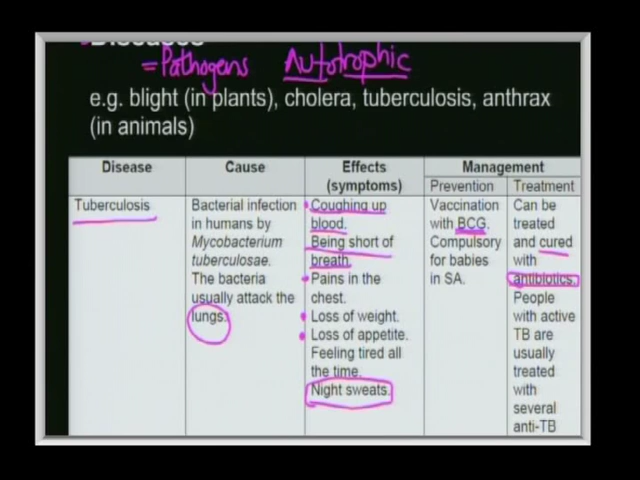 Diseases
= Pathogens Autotrophic
e.g. blight (in plants), cholera, tuberculosis, anthrax
(in animals)
Disease
Cause
Effects
(symptoms)
Management
Prevention
Treatment
Tuberculosis
Bacterial infection
in humans by
Mycobacterium
tuberculosae.
The bacteria
usually attack the
lungs.
Coughing up
blood.
Being short of
breath.
Pains in the
chest.
Loss of weight.
Loss of appetite.
Feeling tired all
the time.
Night sweats.
Vaccination
with BCG.
Compulsory
for babies
in SA.
Can be
treated
and cured
with
antibiotics.
People
with active
TB are
usually
treated
with
several
anti-TB